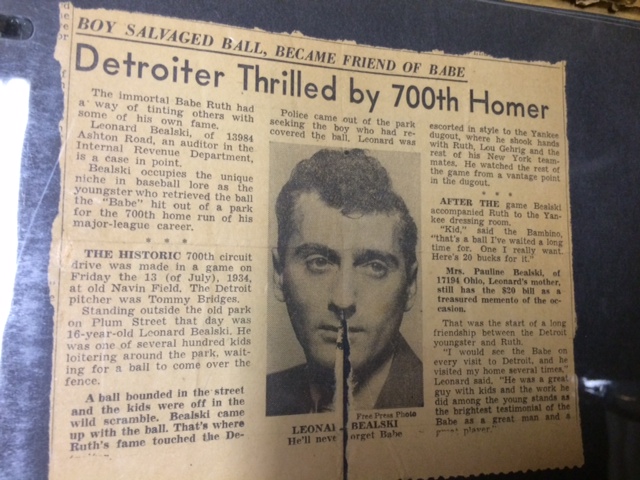 BOY SALVAGED BALL, BECAME FRIEND OF BABE
Detroiter Thrilled by 700th Homer
The immortal Babe Ruth had
a way of tinting others with
some of his own fame.
Leonard Bealski, of 13984
Ashton Road, an auditor in the
Internal Revenue Department,
is a case in point.
Bealski occupies the unique
niche in baseball lore as the
youngster who retrieved the ball
the "Babe" hit out of a park
for the 700th home run of his
major-league career.
* * *
THE HISTORIC 700th circuit
drive was made in a game on
Friday the 13 (of July), 1934,
at old Navin Field. The Detroit
pitcher was Tommy Bridges.
Standing outside the old park
on Plum Street that day was
16-year-old Leonard Bealski. He
was one of several hundred kids
loitering around the park, wait-
ing for a ball to come over the
fence.
A ball bounded in the street
and the kids were off in the
wild scramble. Bealski came
up with the ball. That's where
Ruth's fame touched the De-
Police came out of the park
seeking the boy who had re-
covered the ball. Leonard was
Free Press Photo
LEONA BEALSKI
He'll never orget Babe
escorted in style to the Yankee
dugout, where he shook hands
with Ruth, Lou Gehrig and the
rest of his New York team-
mates. He watched the rest of
the game from a vantage point
in the dugout.
* * *
AFTER THE game Bealski
accompanied Ruth to the Yan-
kee dressing room.
"Kid," said the Bambino,
"that's a ball I've waited a long
time for. One I really want.
Here's 20 bucks for it."
Mrs. Pauline Bealski, of
17194 Ohio, Leonard's mother,
still has the $20 bill as a
treasured memento of the oc-
casion.
That was the start of a long
friendship between the Detroit
youngster and Ruth.
"I would see the Babe on
every visit to Detroit, and he
visited my home several times,"
Leonard said, "He was a great
guy with kids and the work he
did among the young stands as
the brightest testimonial of the
Babe as a great man and a
great player."